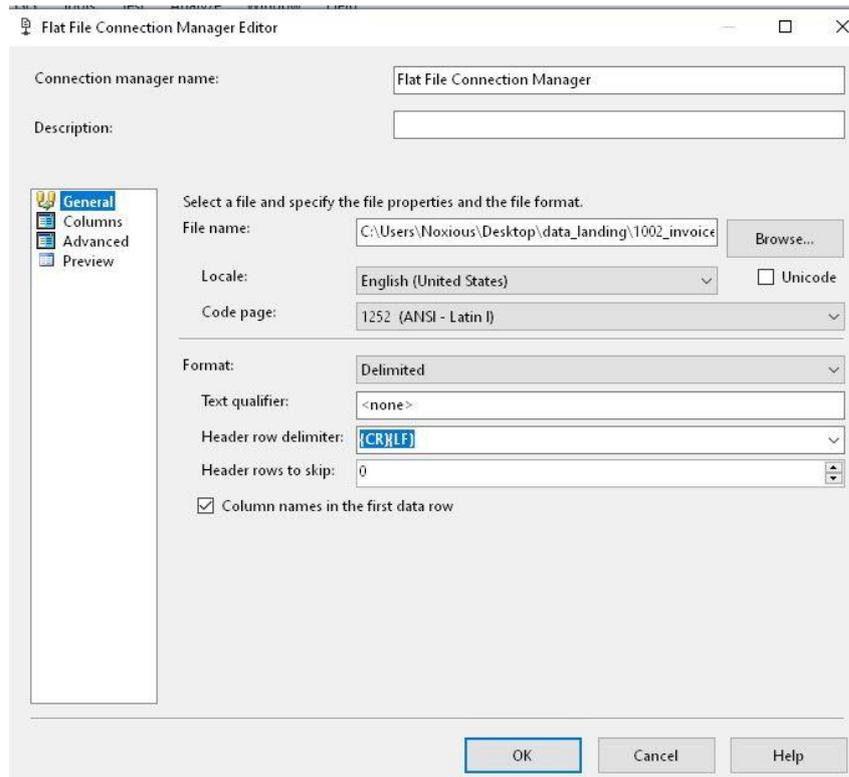 Flat File Connection Manager Editor
Connection manager name:
Flat File Connection Manager
Description:
General
Columns
Advanced
Preview
Select a file and specify the file properties and the file format.
File name:
C:\Users\Noxious\Desktop\data_landing\1002_invoice
Browse...
Locale:
English (United States)
Unicode
Code page:
1252 (ANSI - Latin I)
Format:
Delimited
Text qualifier:
<none>
Header row delimiter:
{CR}{LF}
Header rows to skip:
0
Column names in the first data row
OK
Cancel
Help